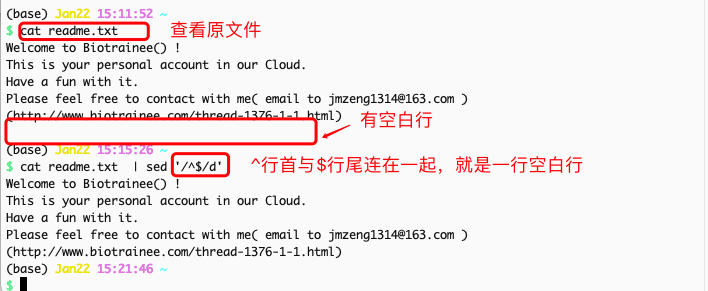 (base) Jan22 15:11:52 ~
$ cat readme.txt 查看原文件
Welcome to Biotrainee() !
This is your personal account in our Cloud.
Have a fun with it.
Please feel free to contact with me( email to jmzeng1314@163.com )
(http://www.biotrainee.com/thread-1376-1-1.html)
有空白行
(base) Jan22 15:15:26 ~
$ cat readme.txt | sed '/^$/d' ^行首与$行尾连在一起，就是一行空白行
Welcome to Biotrainee() !
This is your personal account in our Cloud.
Have a fun with it.
Please feel free to contact with me( email to jmzeng1314@163.com )
(http://www.biotrainee.com/thread-1376-1-1.html)
(base) Jan22 15:21:46 ~
$